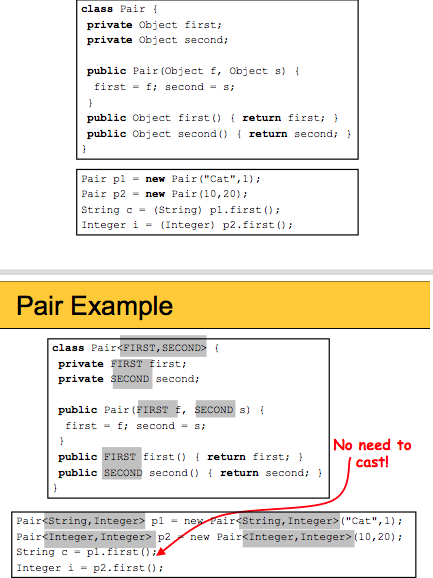 class Pair {
private Object first;
private Object second;
public Pair(Object f, Object s) {
first = f; second = s;
}
public Object first() { return first; }
public Object second() { return second; }
}
Pair p1 = new Pair("Cat",1);
Pair p2 = new Pair(10,20);
String c = (String) p1.first();
Integer i = (Integer) p2.first();
Pair Example
class Pair<FIRST,SECOND> {
private FIRST first;
private SECOND second;
public Pair(FIRST f, SECOND s) {
first = f; second = s;
}
public FIRST first() { return first; }
public SECOND second() { return second; }
}
No need to
cast!
Pair<String,Integer> p1 = new Pair<String,Integer>("Cat",1);
Pair<Integer,Integer> p2 = new Pair<Integer,Integer>(10,20);
String c = p1.first();
Integer i = p2.first();